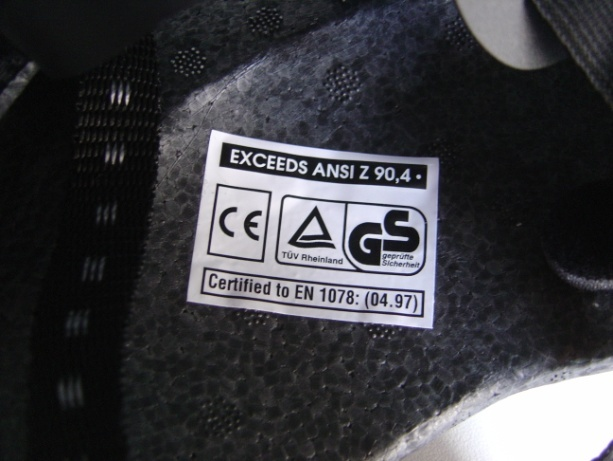 EXCEEDS ANSI Z 90,4 •
CE
TÜV Rheinland
GS
geprüfte
Sicherheit
Certified to EN 1078: (04.97)